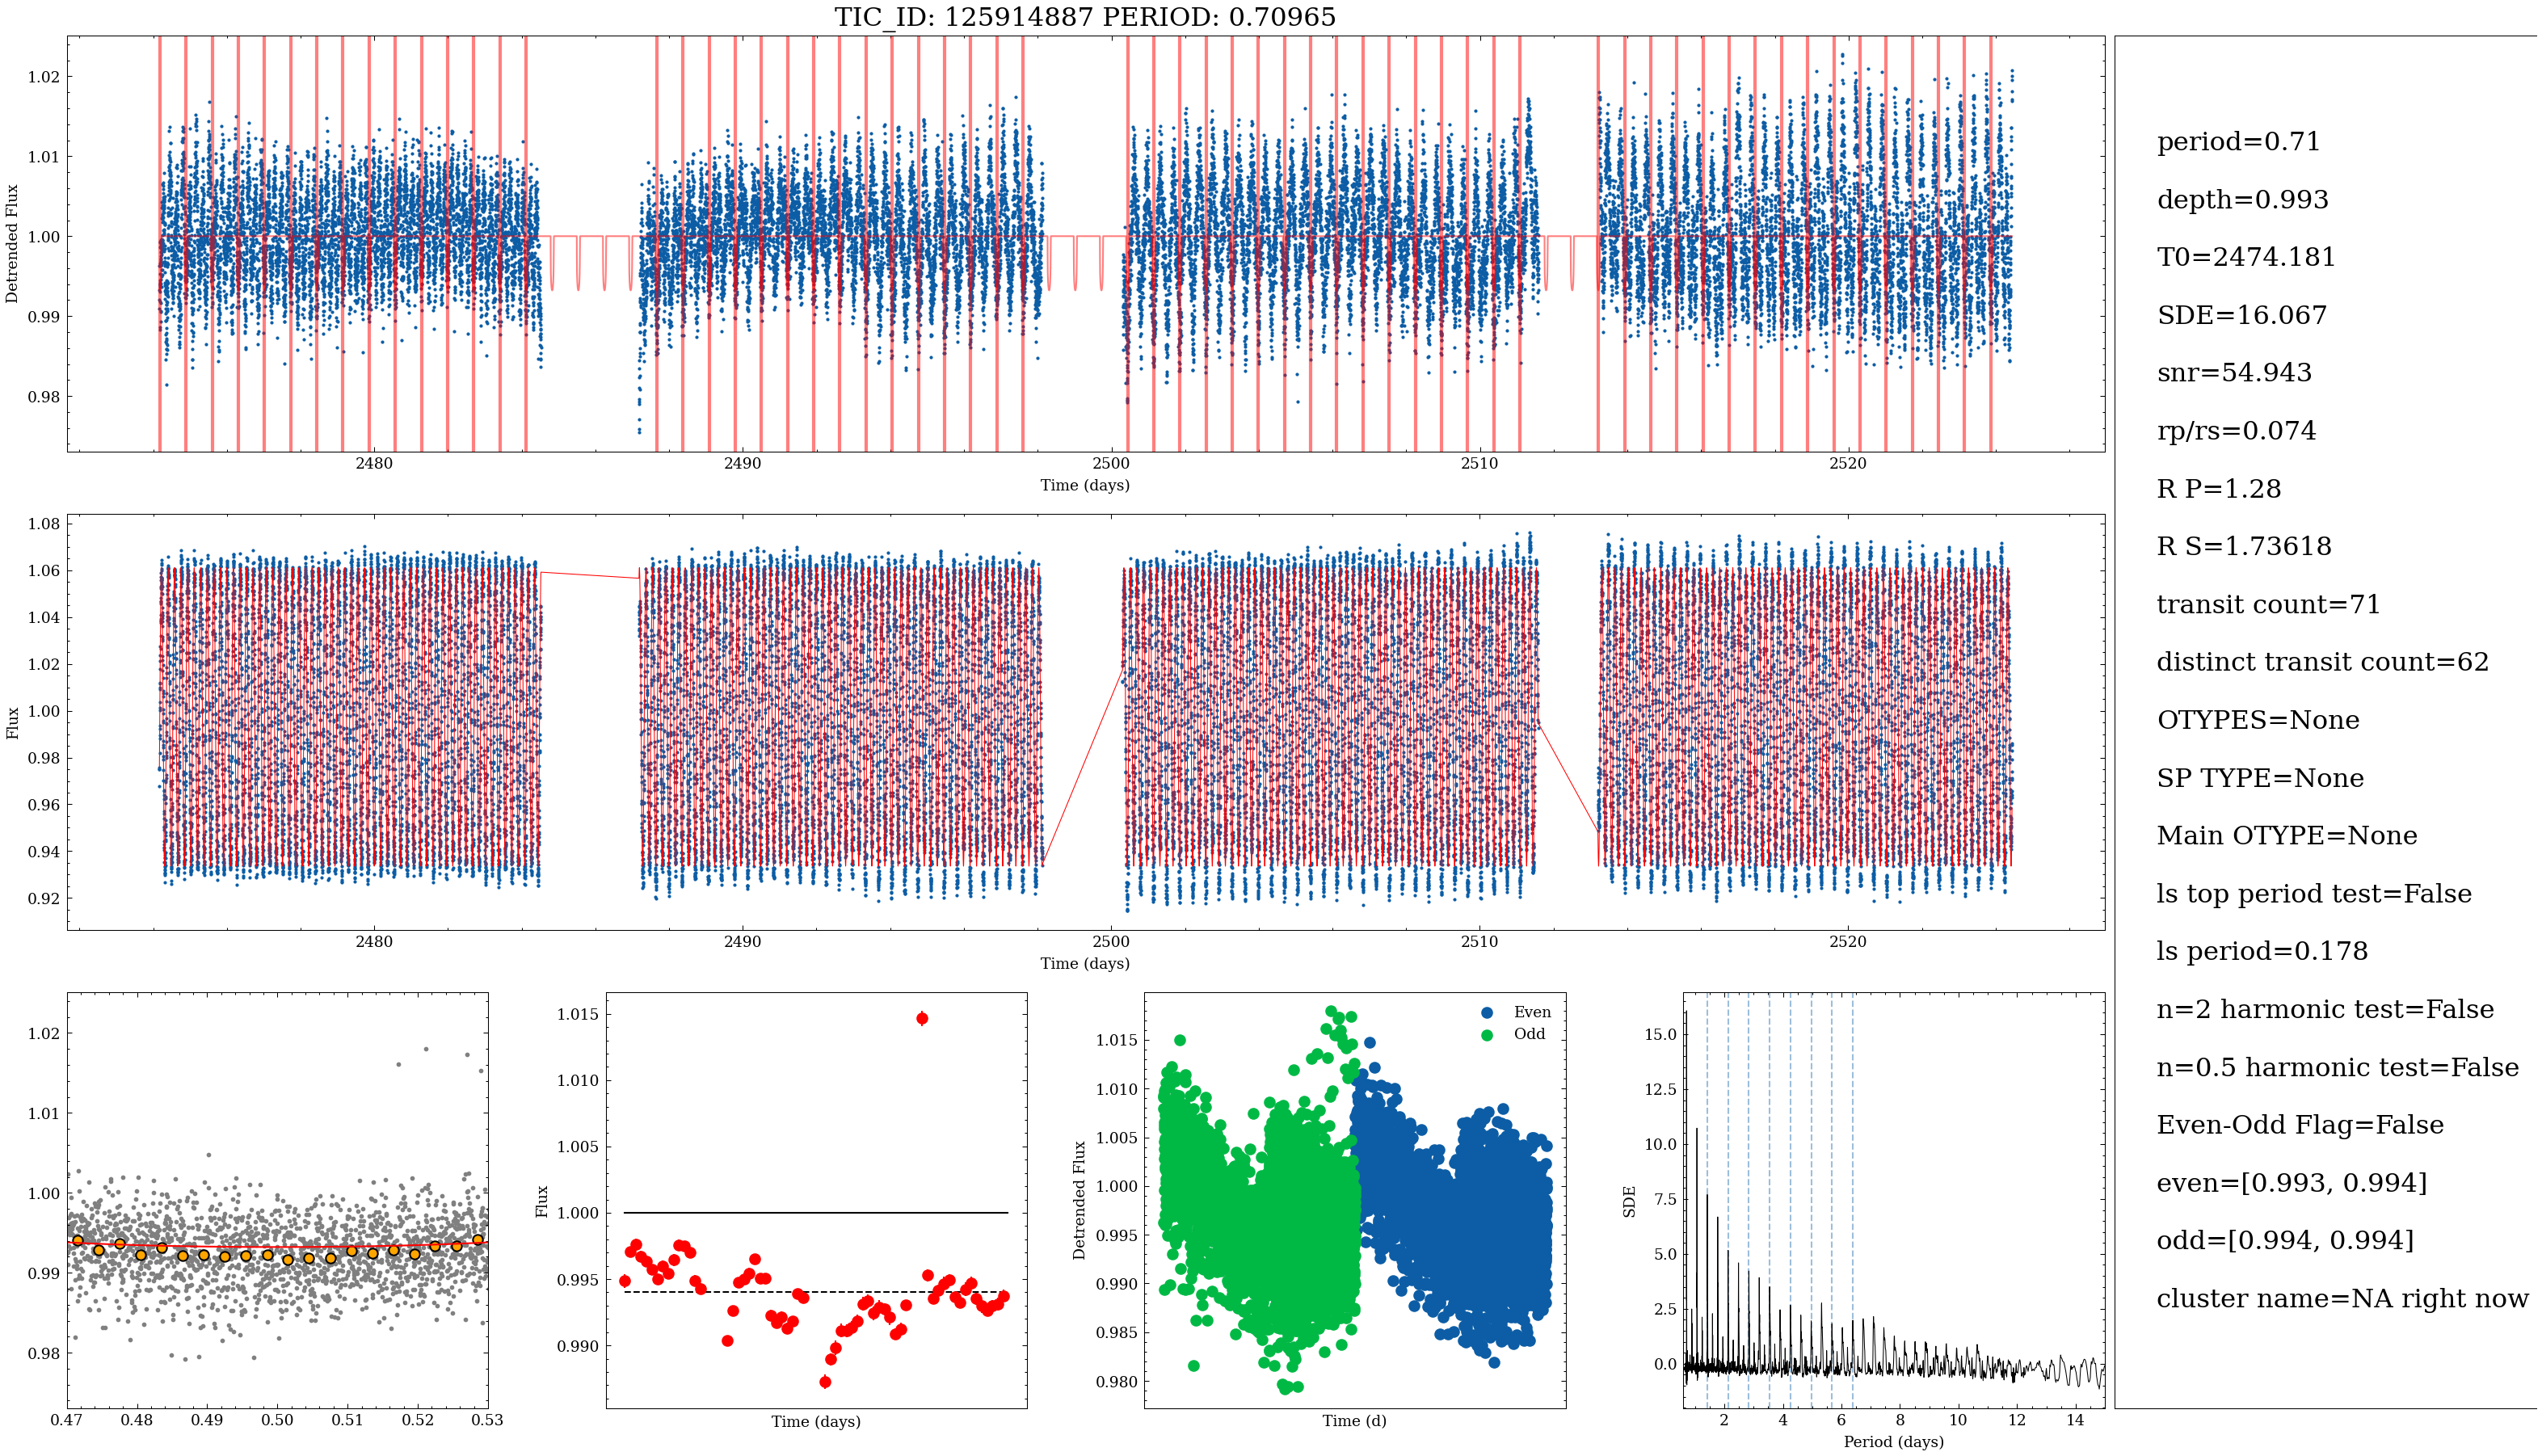 TIC_ID: 125914887 PERIOD: 0.70965
1.02
1.01
1.00
0.99
0.98
Detrended Flux
2480
2490
2500
2510
2520
Time (days)
1.08
1.06
1.04
1.02
1.00
0.98
0.96
0.94
0.92
Flux
2480
2490
2500
2510
2520
Time (days)
1.02
1.01
1.00
0.99
0.98
0.47
0.48
0.49
0.50
0.51
0.52
0.53
1.015
1.010
1.005
1.000
0.995
0.990
Flux
Time (days)
1.015
1.010
1.005
1.000
0.995
0.990
0.985
0.980
Detrended Flux
Even
Odd
Time (d)
15.0
12.5
10.0
7.5
5.0
2.5
0.0
SDE
2
4
6
8
10
12
14
Period (days)
period=0.71
depth=0.993
T0=2474.181
SDE=16.067
snr=54.943
rp/rs=0.074
R P=1.28
R S=1.73618
transit count=71
distinct transit count=62
OTYPES=None
SP TYPE=None
Main OTYPE=None
ls top period test=False
ls period=0.178
n=2 harmonic test=False
n=0.5 harmonic test=False
Even-Odd Flag=False
even=[0.993, 0.994]
odd=[0.994, 0.994]
cluster name=NA right now